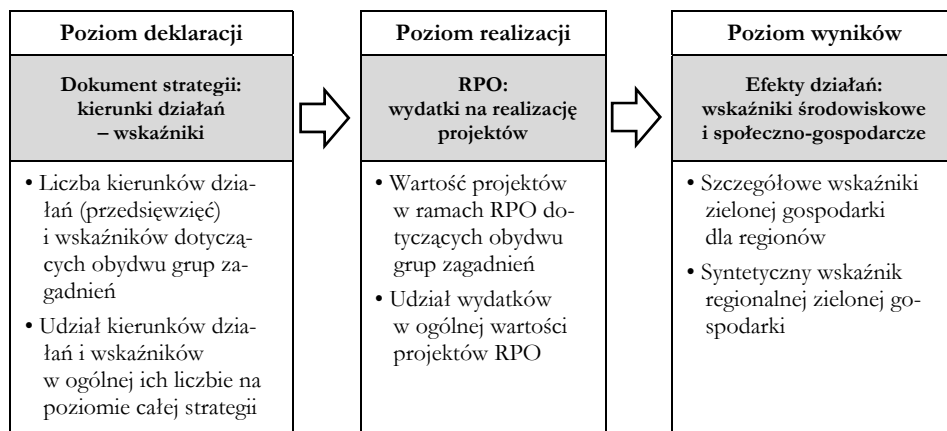 Poziom deklaracji
Dokument strategii:
kierunki działań
– wskaźniki
• Liczba kierunków dzia-
łań (przedsięwzięć)
i wskaźników dotyczą-
cych obydwu grup za-
gadnień
• Udział kierunków dzia-
łań i wskaźników
w ogólnej ich liczbie na
poziomie całej strategii
Poziom realizacji
RPO:
wydatki na realizację
projektów
• Wartość projektów
w ramach RPO do-
tyczących obydwu
grup zagadnień
• Udział wydatków
w ogólnej wartości
projektów RPO
Poziom wyników
Efekty działań:
wskaźniki środowiskowe
i społeczno-gospodarcze
• Szczegółowe wskaźniki
zielonej gospodarki
dla regionów
• Syntetyczny wskaźnik
regionalnej zielonej go-
spodarki